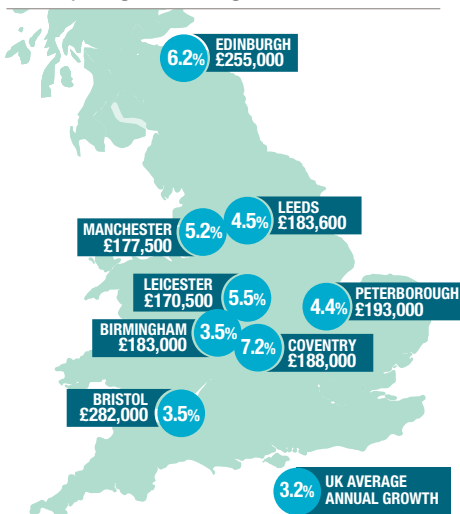 6.2%
EDINBURGH
£255,000
MANCHESTER
£177,500
5.2%
4.5%
LEEDS
£183,600
LEICESTER
£170,500
5.5%
4.4%
PETERBOROUGH
£193,000
BIRMINGHAM
£183,000
3.5%
7.2%
COVENTRY
£188,000
BRISTOL
£282,000
3.5%
3.2%
UK AVERAGE
ANNUAL GROWTH